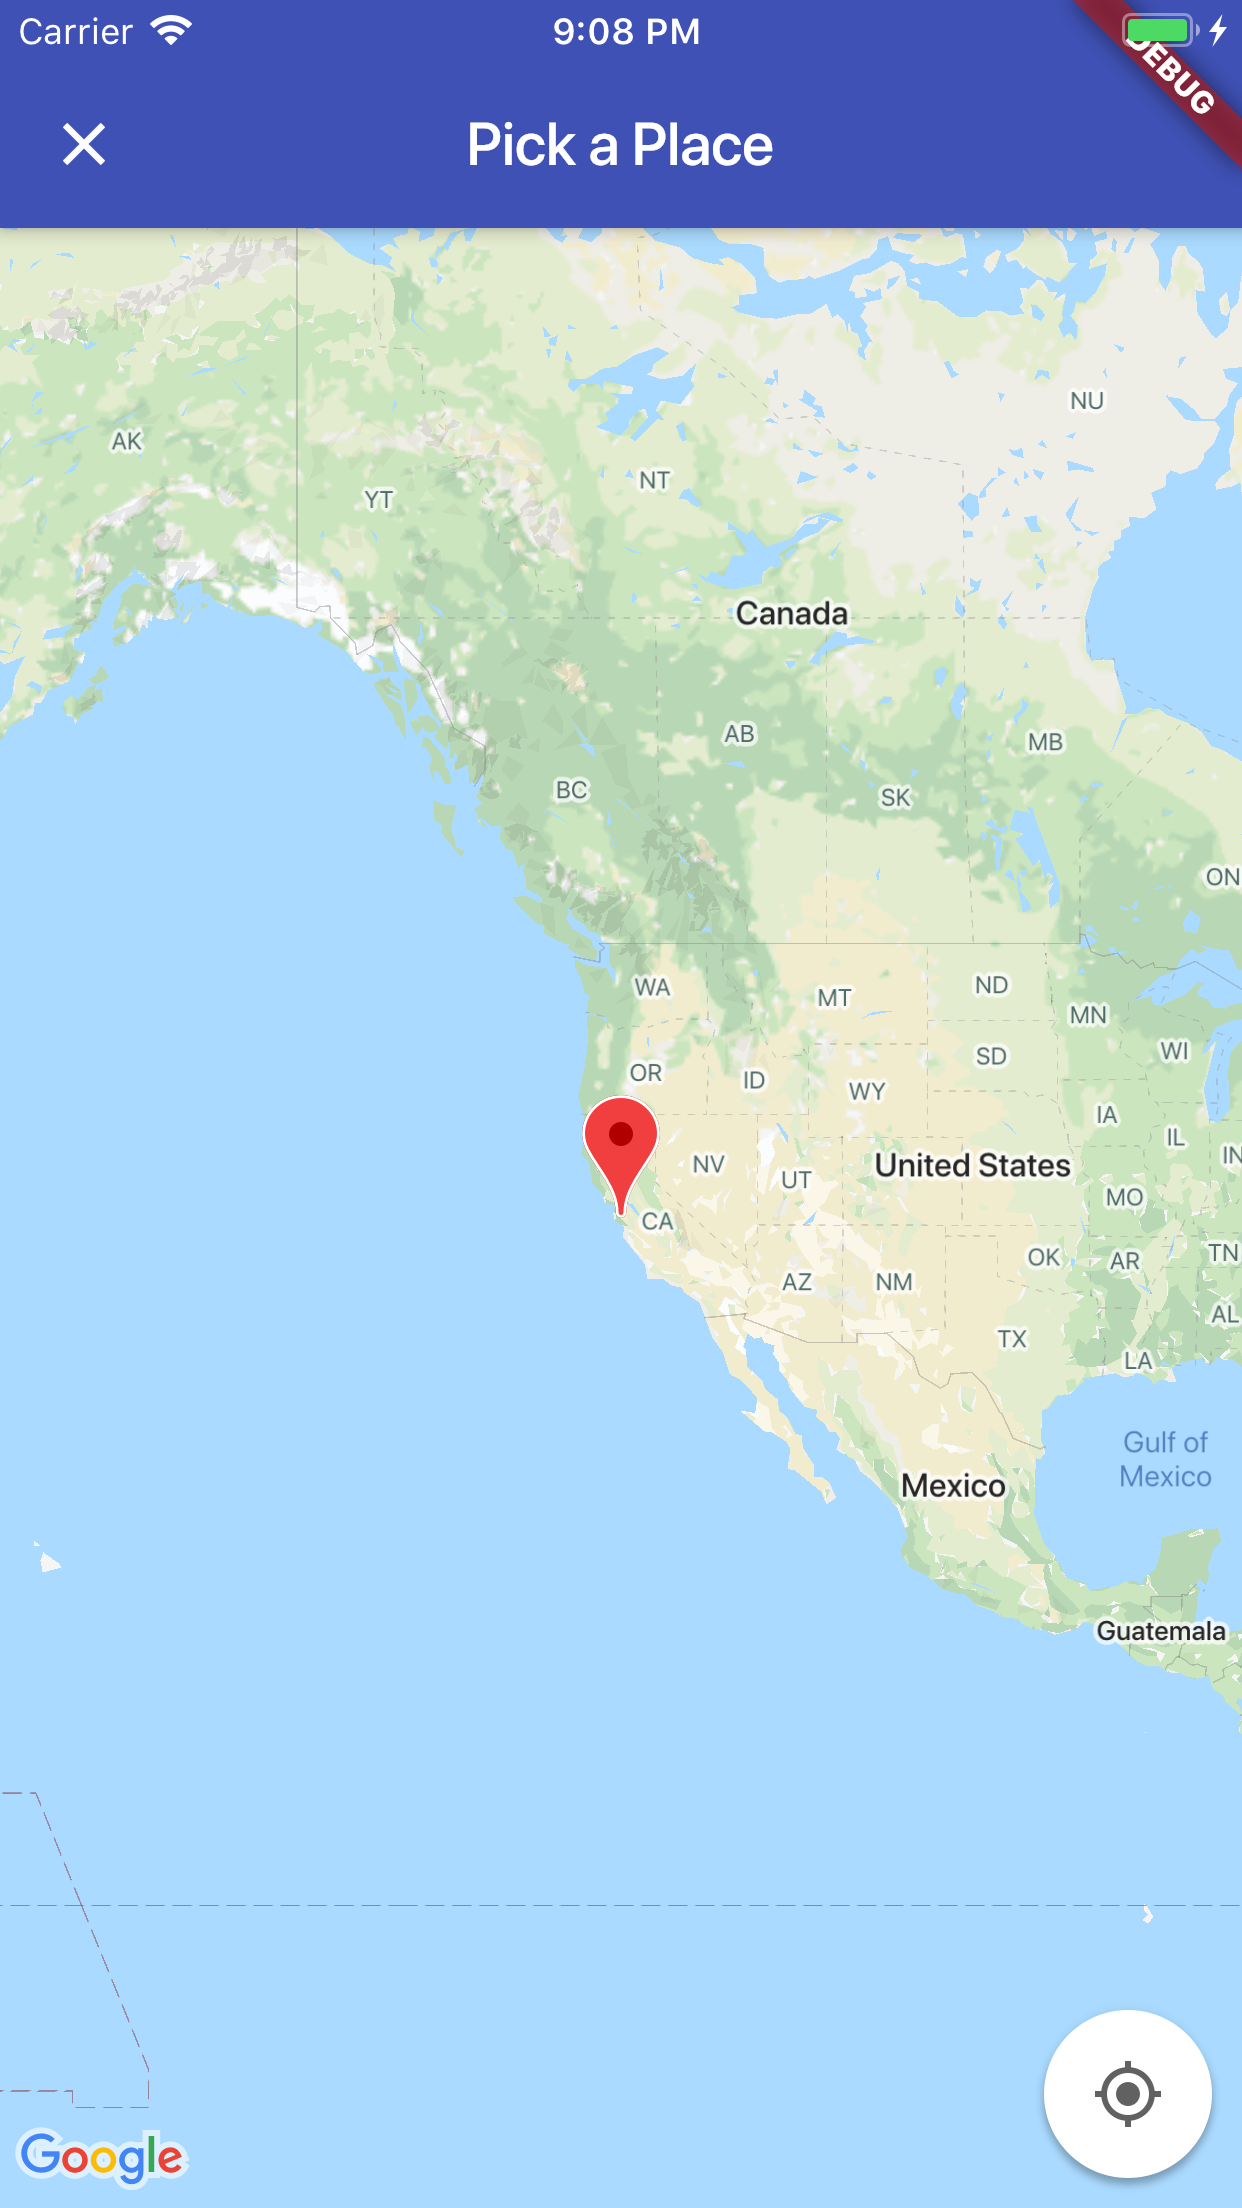 Carrier 9:08 PM
DEBUG
Pick a Place
NU
AK
NT
YT
Canada
AB
MB
BC
SK
ON
WA
MT
ND
MN
WI
SD
OR
ID
WY
IA
IL
IN
NV
UT
United States
MO
CA
OK
AR
TN
AZ
NM
AL
TX
LA
Gulf of
Mexico
Mexico
Guatemala
Google